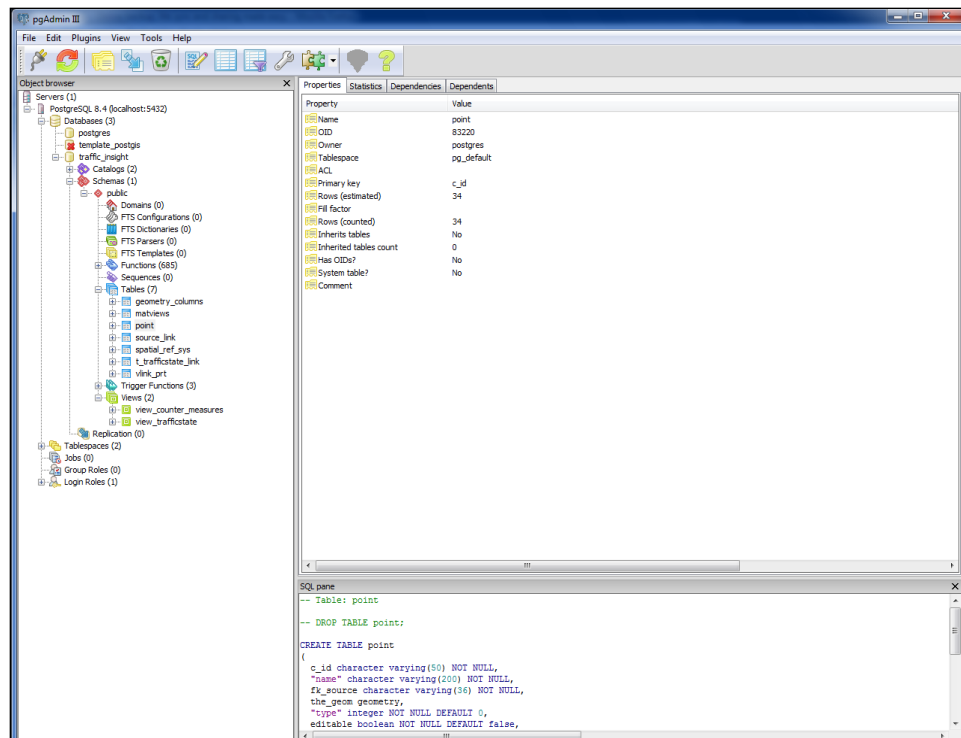 pgAdmin III
File Edit Plugins View Tools Help
SQL
Object browser
Servers (1)
PostgreSQL 8.4 (localhost:5432)
Databases (3)
postgres
template_postgis
traffic_insight
Catalogs (2)
Schemas (1)
public
Domains (0)
FTS Configurations (0)
FTS Dictionaries (0)
FTS Parsers (0)
FTS Templates (0)
Functions (685)
Sequences (0)
Tables (7)
geometry_columns
matviews
point
source_link
spatial_ref_sys
t_trafficstate_link
vlink_prt
Trigger Functions (3)
Views (2)
view_counter_measures
view_trafficstate
Replication (0)
Tablespaces (2)
Jobs (0)
Group Roles (0)
Login Roles (1)
Properties Statistics Dependencies Dependents
Property Value
Name point
OID 83220
Owner postgres
Tablespace pg_default
ACL
Primary key c_id
Rows (estimated) 34
Fill factor
Rows (counted) 34
Inherits tables No
Inherited tables count 0
Has OIDs? No
System table? No
Comment
SQL pane
-- Table: point
-- DROP TABLE point;
CREATE TABLE point
(
c_id character varying(50) NOT NULL,
"name" character varying(200) NOT NULL,
fk_source character varying(36) NOT NULL,
the_geom geometry,
"type" integer NOT NULL DEFAULT 0,
editable boolean NOT NULL DEFAULT false,